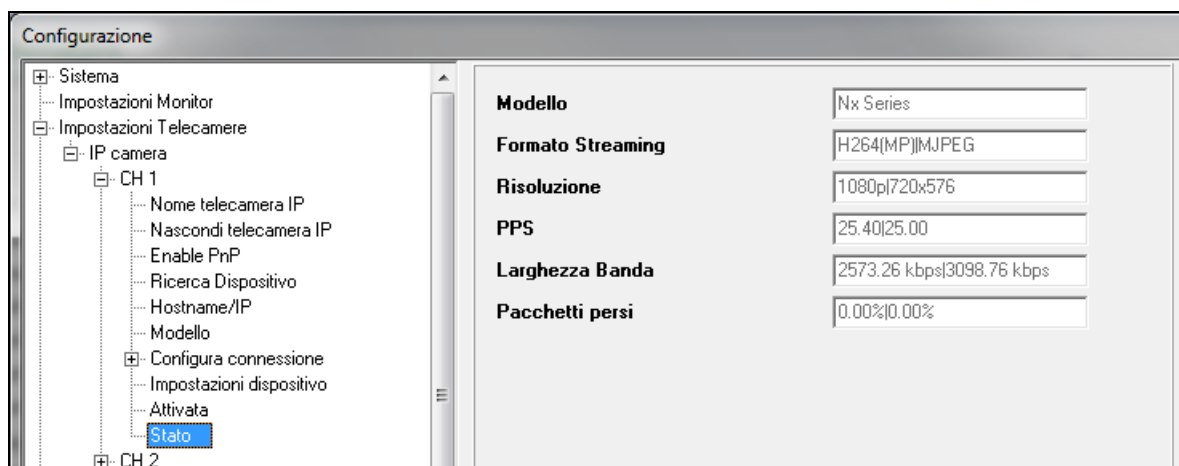 Configurazione
Sistema
Impostazioni Monitor
Impostazioni Telecamere
IP camera
CH 1
Nome telecamera IP
Nascondi telecamera IP
Enable PnP
Ricerca Dispositivo
Hostname/IP
Modello
Configura connessione
Impostazioni dispositivo
Attivata
Stato
CH 2
Modello Nx Series
Formato Streaming H264(MP)|MJPEG
Risoluzione 1080p|720x576
PPS 25.40|25.00
Larghezza Banda 2573.26 kbps|3098.76 kbps
Pacchetti persi 0.00%|0.00%